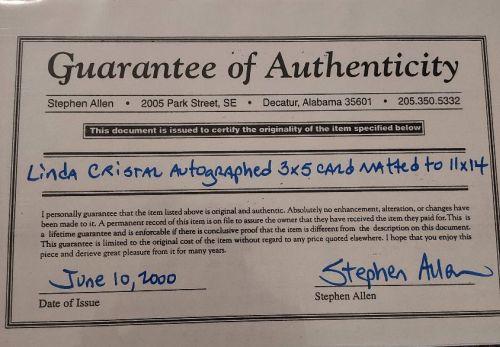 Guarantee of Authenticity
Stephen Allen • 2005 Park Street, SE • Decatur, Alabama 35601 • 205.350.5332
This document is issued to certify the originality of the item specified below
Linda Cristal Autographed 3x5 card matted to 11x14
I personally guarantee that the item listed above is original and authentic. Absolutely no enhancement, alteration, or changes have
been made to it. A permanent record of this item is on file to assure the owner that they have received the item they paid for. This is
a lifetime guarantee and is enforcable if there is conclusive proof that the item is different from the description on this document.
This guarantee is limited to the original cost of the item without regard to any price quoted elsewhere. I hope that you enjoy this
piece and derieve great pleasure from it for many years.
June 10, 2000
Stephen Allen
Date of Issue
Stephen Allen